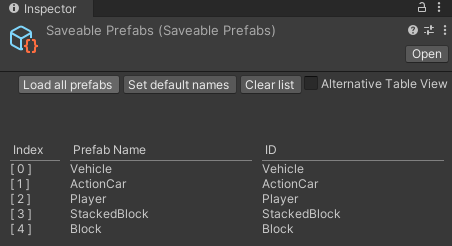 Inspector
Saveable Prefabs (Saveable Prefabs)
Open
Load all prefabs Set default names Clear list Alternative Table View
Index Prefab Name ID
[ 0 ] Vehicle Vehicle
[ 1 ] ActionCar ActionCar
[ 2 ] Player Player
[ 3 ] StackedBlock StackedBlock
[ 4 ] Block Block